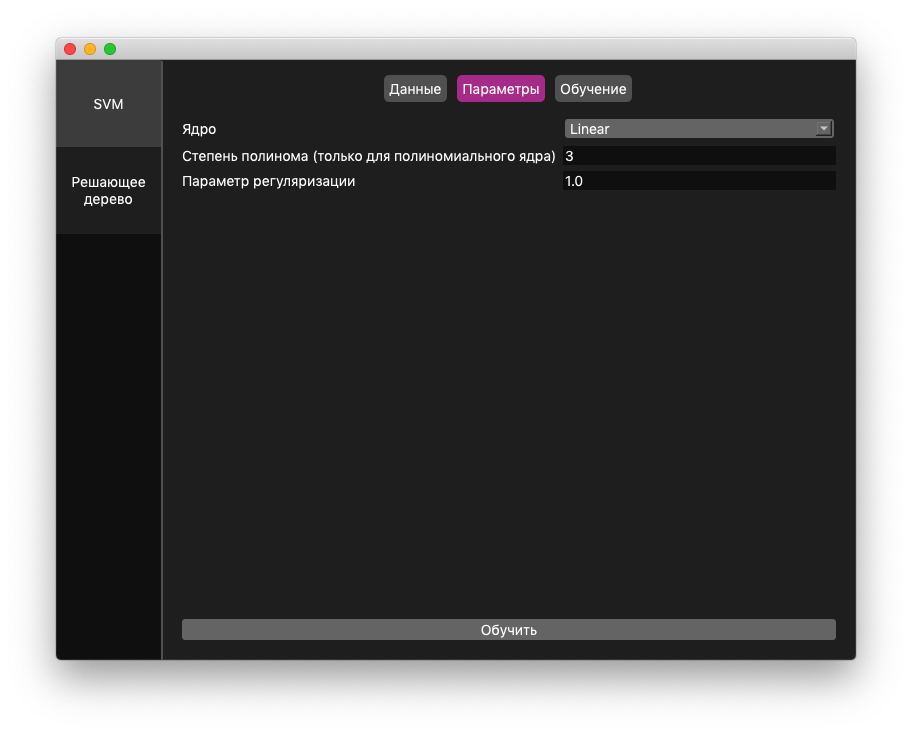 SVM
Решающее
дерево
Данные Параметры Обучение
Ядро Linear
Степень полинома (только для полиномиального ядра) 3
Параметр регуляризации 1.0
Обучить